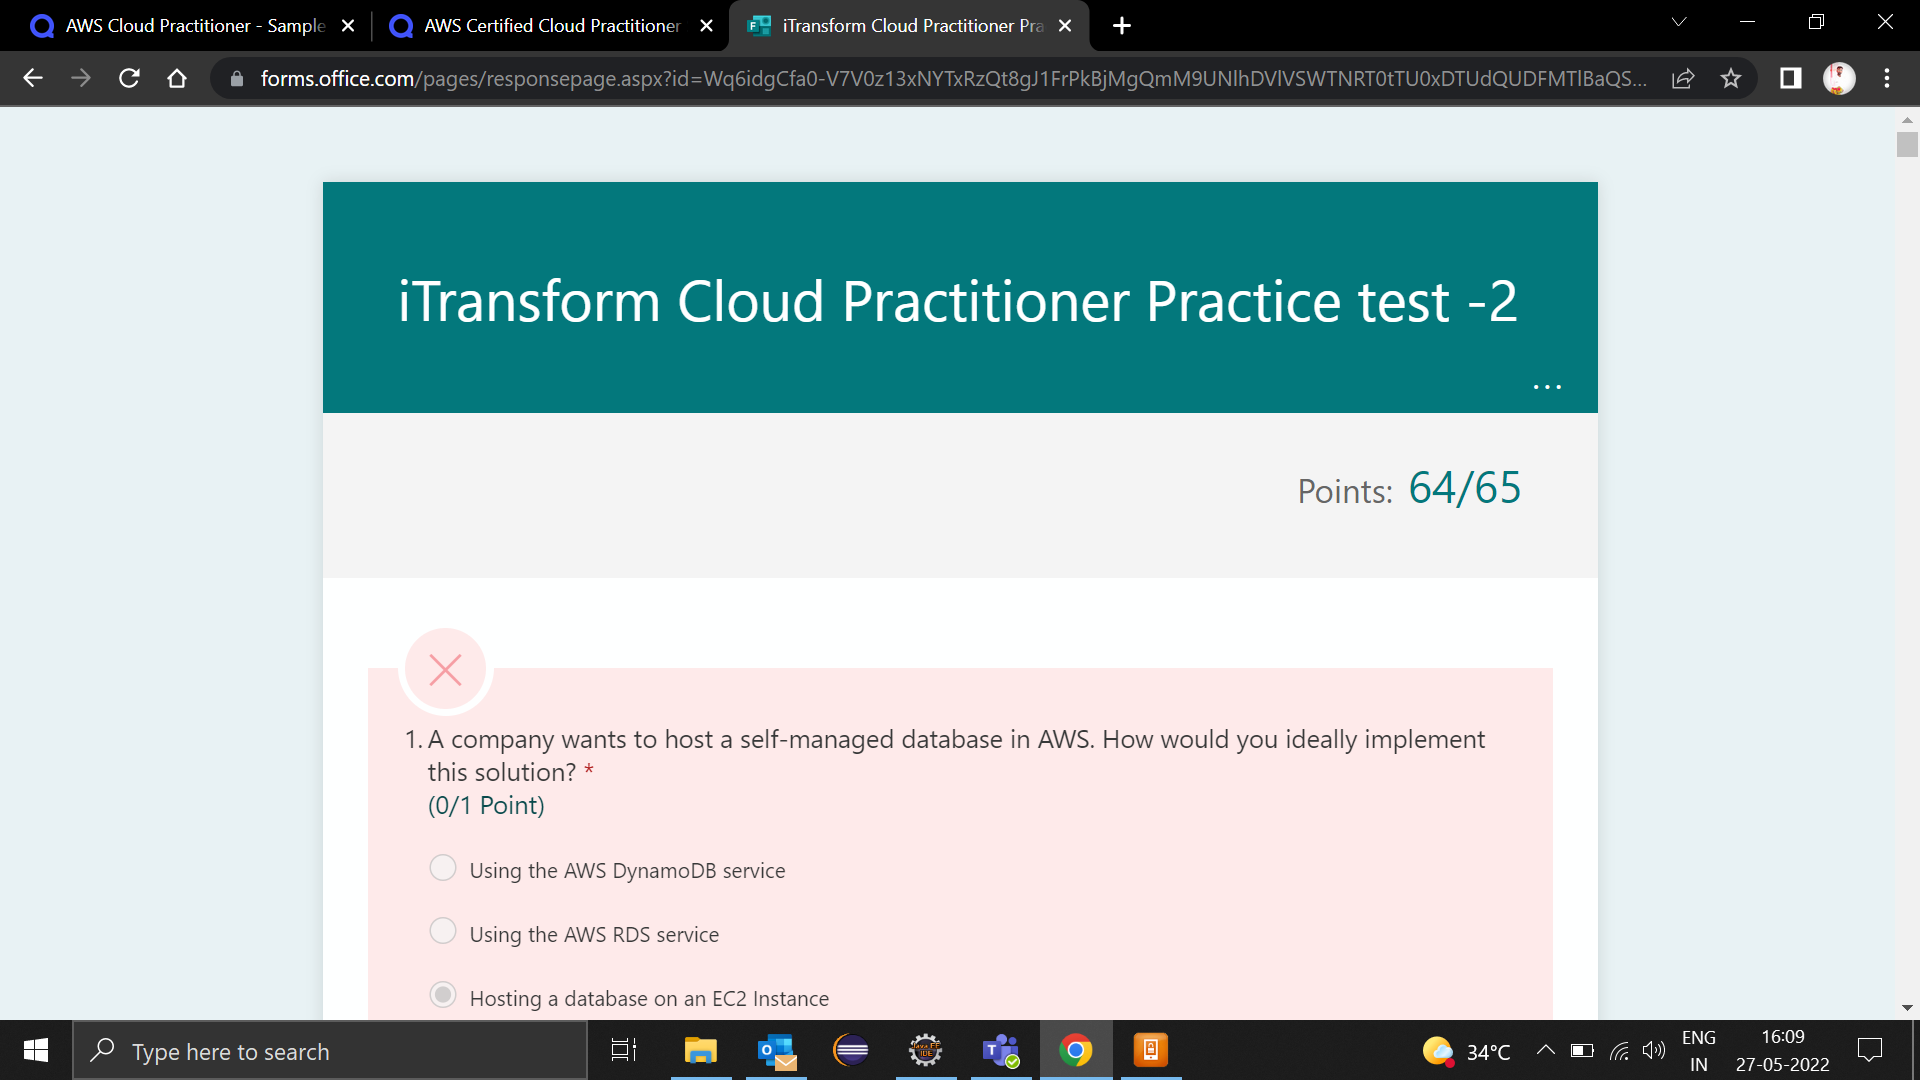 AWS Cloud Practitioner - Sample
AWS Certified Cloud Practitioner
iTransform Cloud Practitioner Pra
forms.office.com/pages/responsepage.aspx?id=Wq6idgCfa0-V7V0z13xNYTxRzQt8gJ1FrPkBjMgQmM9UNlhDVlVSWTNRT0tTU0xDTUdQUDFMTlBaQS...
iTransform Cloud Practitioner Practice test -2
...
Points: 64/65
1. A company wants to host a self-managed database in AWS. How would you ideally implement
this solution? *
(0/1 Point)
Using the AWS DynamoDB service
Using the AWS RDS service
Hosting a database on an EC2 Instance
Type here to search
34°C
ENG
IN
16:09
27-05-2022